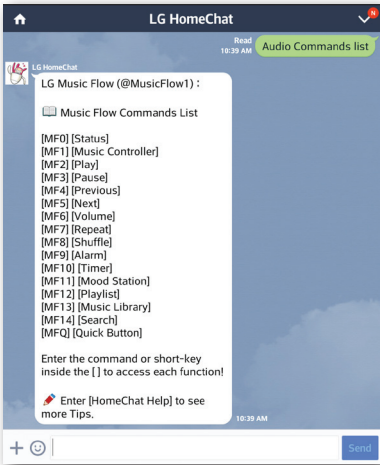 LG HomeChat
N
Read
10:39 AM
Audio Commands list
LG HomeChat
LG Music Flow (@MusicFlow1) :
Music Flow Commands List
[MF0] [Status]
[MF1] [Music Controller]
[MF2] [Play]
[MF3] [Pause]
[MF4] [Previous]
[MF5] [Next]
[MF6] [Volume]
[MF7] [Repeat]
[MF8] [Shuffle]
[MF9] [Alarm]
[MF10] [Timer]
[MF11] [Mood Station]
[MF12] [Playlist]
[MF13] [Music Library]
[MF14] [Search]
[MFQ] [Quick Button]
Enter the command or short-key
inside the [ ] to access each function!
Enter [HomeChat Help] to see
more Tips.
10:39 AM
Send